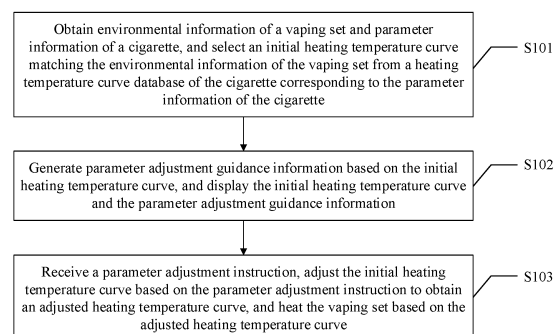 Obtain environmental information of a vaping set and parameter
information of a cigarette, and select an initial heating temperature curve
matching the environmental information of the vaping set from a heating
temperature curve database of the cigarette corresponding to the parameter
information of the cigarette
S101
Generate parameter adjustment guidance information based on the initial
heating temperature curve, and display the initial heating temperature curve
and the parameter adjustment guidance information
S102
Receive a parameter adjustment instruction, adjust the initial heating
temperature curve based on the parameter adjustment instruction to obtain
an adjusted heating temperature curve, and heat the vaping set based on the
adjusted heating temperature curve
S103